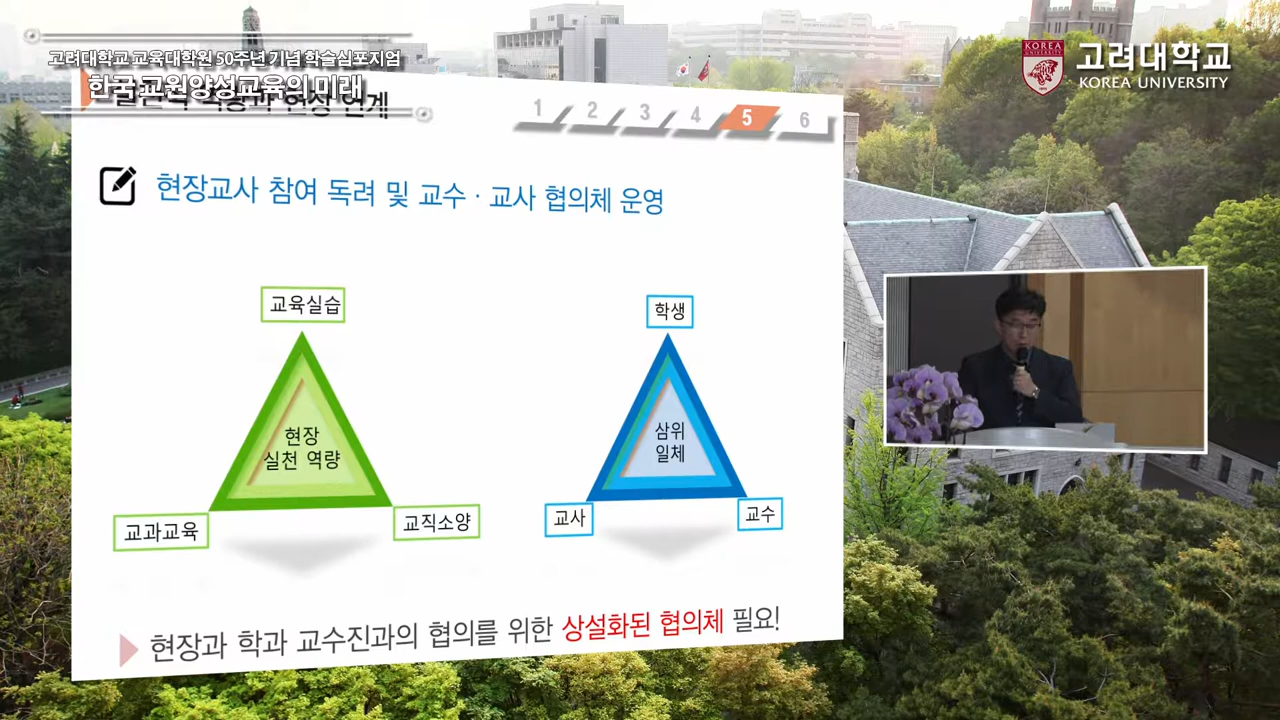 고려대학교 교육대학원 50주년 기념 학술심포지엄
한국교원양성교육의 미래
KOREA
고려대학교
KOREA UNIVERSITY
현장 연계
1 2 3 4 5 6
현장교사 참여 독려 및 교수 · 교사 협의체 운영
교육실습
현장
실천 역량
교과교육
교직소양
학생
삼위
일체
교사
교수
현장과 학과 교수진과의 협의를 위한 상설화된 협의체 필요!